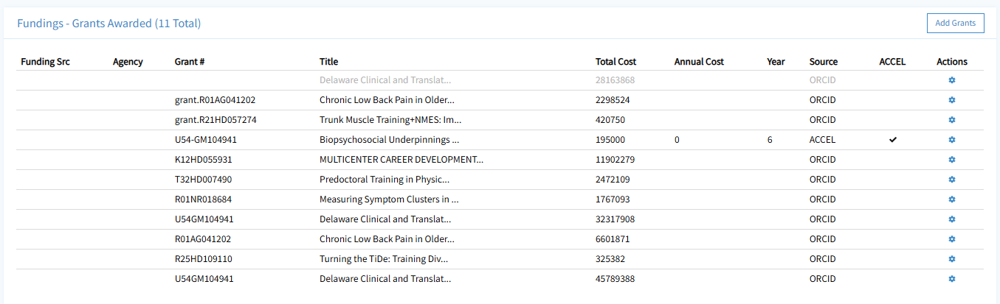 Fundings - Grants Awarded (11 Total) Add Grants
Funding Src Agency Grant # Title Total Cost Annual Cost Year Source ACCEL Actions
Delaware Clinical and Translat... 28163868 ORCID
grant.R01AG041202 Chronic Low Back Pain in Older... 2298524 ORCID
grant.R21HD057274 Trunk Muscle Training+NMES: Im... 420750 ORCID
U54-GM104941 Biopsychosocial Underpinnings ... 195000 0 6 ACCEL ✔
K12HD055931 MULTICENTER CAREER DEVELOPMENT... 11902279 ORCID
T32HD007490 Predoctoral Training in Physic... 2472109 ORCID
R01NR018684 Measuring Symptom Clusters in ... 1767093 ORCID
U54GM104941 Delaware Clinical and Translat... 32317908 ORCID
R01AG041202 Chronic Low Back Pain in Older... 6601871 ORCID
R25HD109110 Turning the TiDe: Training Div... 325382 ORCID
U54GM104941 Delaware Clinical and Translat... 45789388 ORCID